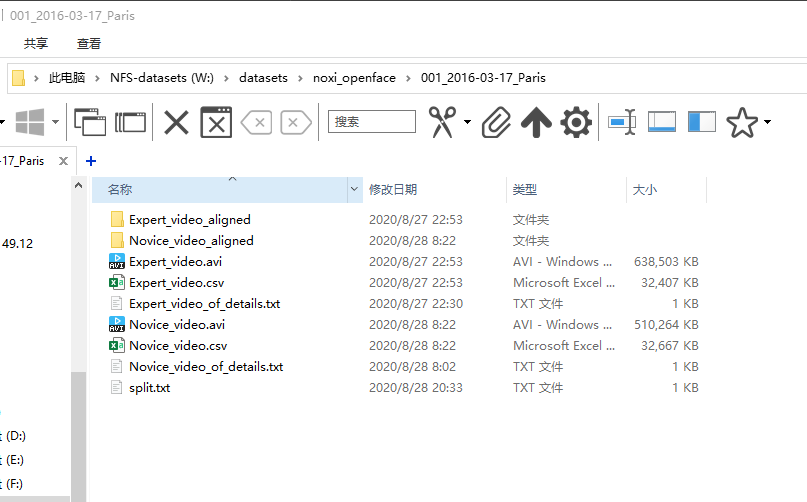 001_2016-03-17_Paris
共享 查看
此电脑 NFS-datasets (W:) datasets noxi_openface 001_2016-03-17_Paris
搜索
-17_Paris
名称 修改日期 类型 大小
Expert_video_aligned 2020/8/27 22:53 文件夹
Novice_video_aligned 2020/8/28 8:22 文件夹
49.12
Expert_video.avi 2020/8/27 22:53 AVI - Windows ... 638,503 KB
Expert_video.csv 2020/8/27 22:53 Microsoft Excel ... 32,407 KB
Expert_video_of_details.txt 2020/8/27 22:30 TXT 文件 1 KB
Novice_video.avi 2020/8/28 8:22 AVI - Windows ... 510,264 KB
Novice_video.csv 2020/8/28 8:22 Microsoft Excel ... 32,667 KB
Novice_video_of_details.txt 2020/8/28 8:02 TXT 文件 1 KB
split.txt 2020/8/28 20:33 TXT 文件 1 KB
t (D:)
t (E:)
t (F:)